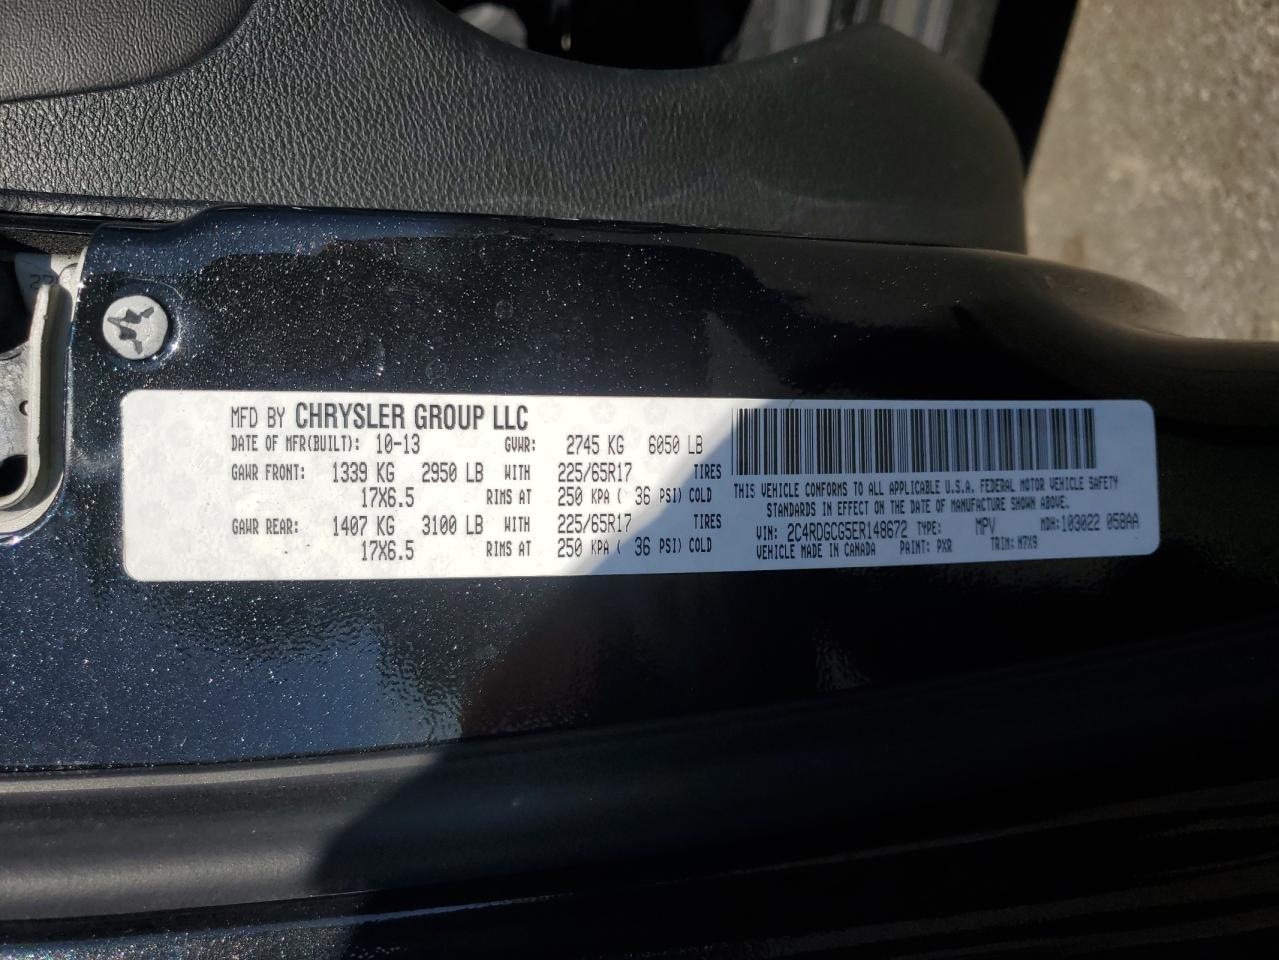 MFD BY CHRYSLER GROUP LLC
DATE OF MFR(BUILT): 10-13 GVWR: 2745 KG 6050 LB
GAWR FRONT: 1339 KG 2950 LB WITH 225/65R17 TIRES
17X6.5 RIMS AT 250 KPA ( 36 PSI) COLD
GAWR REAR: 1407 KG 3100 LB WITH 225/65R17 TIRES
17X6.5 RIMS AT 250 KPA ( 36 PSI) COLD
THIS VEHICLE CONFORMS TO ALL APPLICABLE U.S.A. FEDERAL MOTOR VEHICLE SAFETY
STANDARDS IN EFFECT ON THE DATE OF MANUFACTURE SHOWN ABOVE.
VIN: 2C4RDGCG5ER148672 TYPE: MPV MDH: 103022 058AA
VEHICLE MADE IN CANADA PAINT: PXR TRIM: